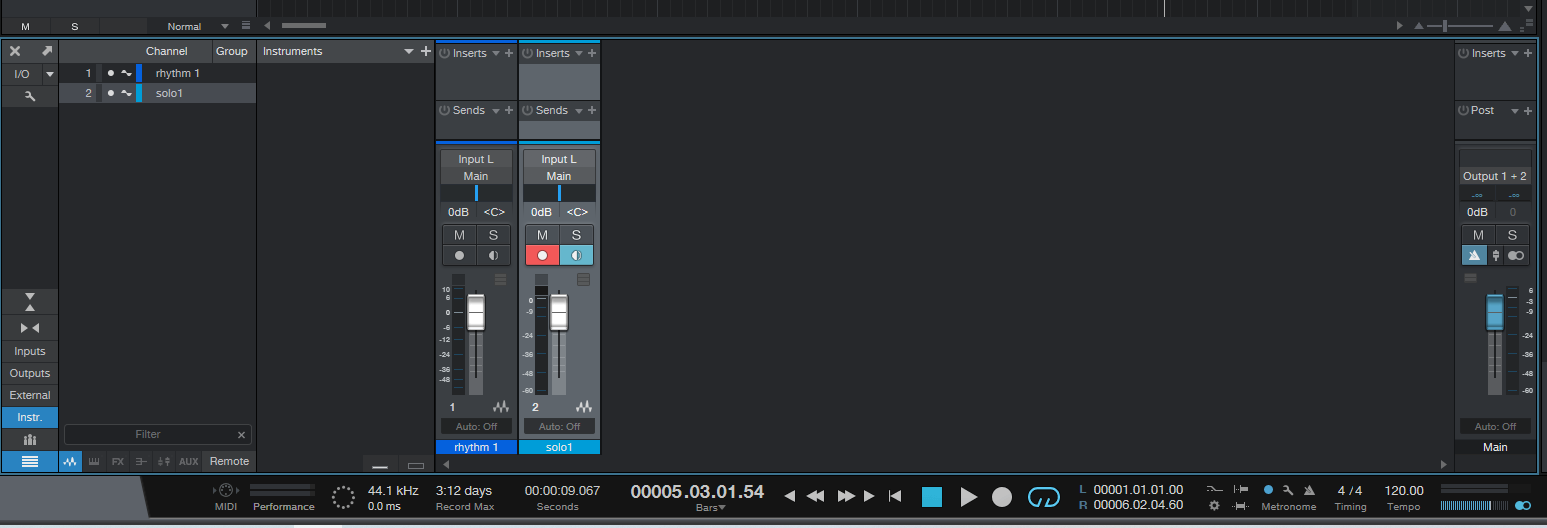 M S Normal
Channel Group Instruments Inserts Inserts Inserts
I/O 1 rhythm 1
2 solo1
Sends Sends Post
Input L Input L
Main Main Output 1 + 2
-∞ -∞
0dB <C> 0dB <C> 0dB 0
M S M S M S
10
6
0
-6
-12
-24
-36
-48
0
-9
-24
-36
-48
-60
6
-3
-9
-24
-36
-48
-60
Inputs
Outputs
External
Instr.
1 2
Auto: Off Auto: Off Auto: Off
Filter
rhythm 1 solo1 Main
FX AUX Remote
MIDI Performance
44.1 kHz
0.0 ms
3:12 days
Record Max
00:00:09.067
Seconds
00005.03.01.54
Bars
L 00001.01.01.00
R 00006.02.04.60
Metronome
4 / 4
Timing
120.00
Tempo